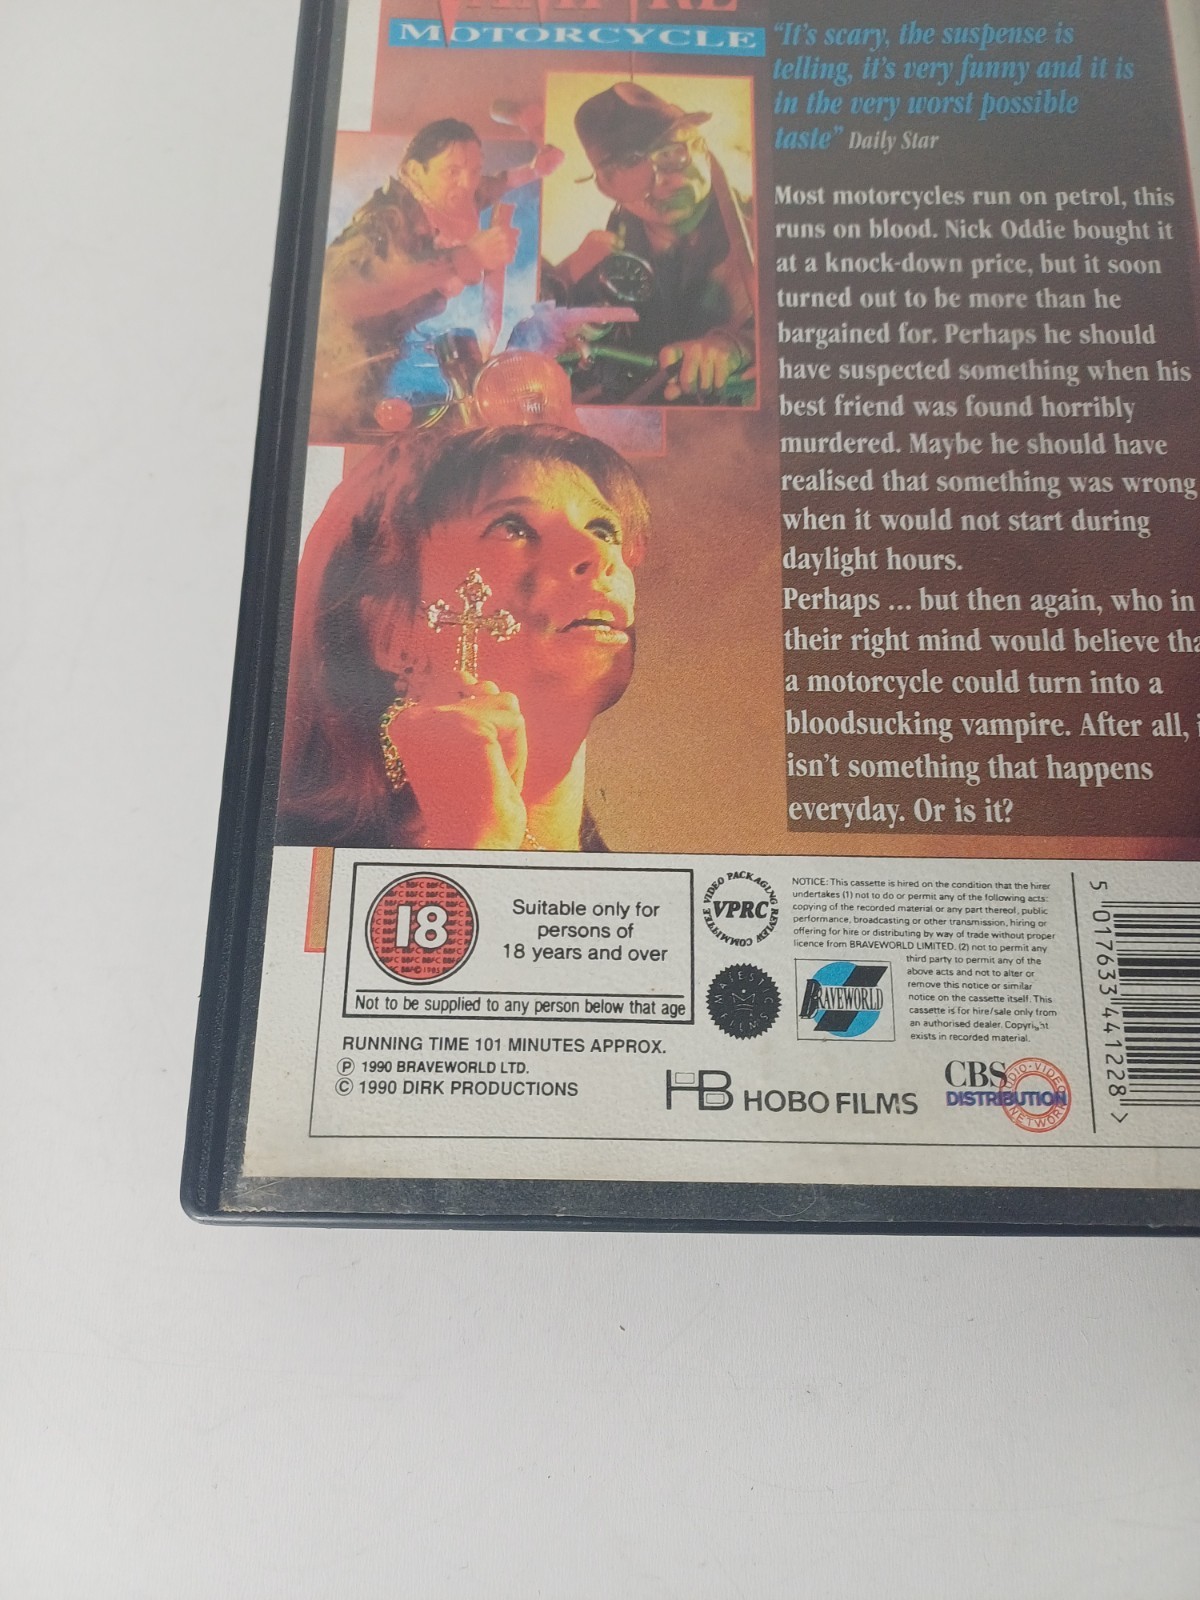 VAMPIRE
MOTORCYCLE
"It's scary, the suspense is
telling, it's very funny and it is
in the very worst possible
taste" Daily Star
Most motorcycles run on petrol, this
runs on blood. Nick Oddie bought it
at a knock-down price, but it soon
turned out to be more than he
bargained for. Perhaps he should
have suspected something when his
best friend was found horribly
murdered. Maybe he should have
realised that something was wrong
when it would not start during
daylight hours.
Perhaps ... but then again, who in
their right mind would believe tha
a motorcycle could turn into a
bloodsucking vampire. After all, i
isn't something that happens
everyday. Or is it?
18
Suitable only for
persons of
18 years and over
Not to be supplied to any person below that age
RUNNING TIME 101 MINUTES APPROX.
Ⓟ 1990 BRAVEWORLD LTD.
© 1990 DIRK PRODUCTIONS
VIDEO PACKAGING REVIEW COMMITTEE
VPRC
MAJESTIC FILMS
BRAVEWORLD
NOTICE: This cassette is hired on the condition that the hirer
undertakes (1) not to do or permit any of the following acts:
copying of the recorded material or any part thereof, public
performance, broadcasting or other transmission, hiring or
offering for hire or distributing by way of trade without proper
licence from BRAVEWORLD LIMITED. (2) not to permit any
third party to permit any of the
above acts and not to alter or
remove this notice or similar
notice on the cassette itself. This
cassette is for hire/sale only from
an authorised dealer. Copyright
exists in recorded material.
HB HOBO FILMS
CBS
DISTRIBUTION
AUDIO-VIDEO
NETWORK
5 017633 441228 >